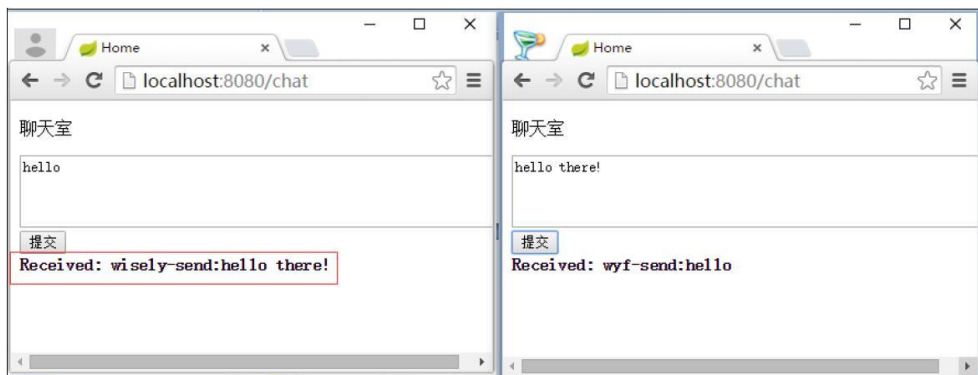 Home
localhost:8080/chat
聊天室
hello
提交
Received: wisely-send:hello there!
Home
localhost:8080/chat
聊天室
hello there!
提交
Received: wyf-send:hello